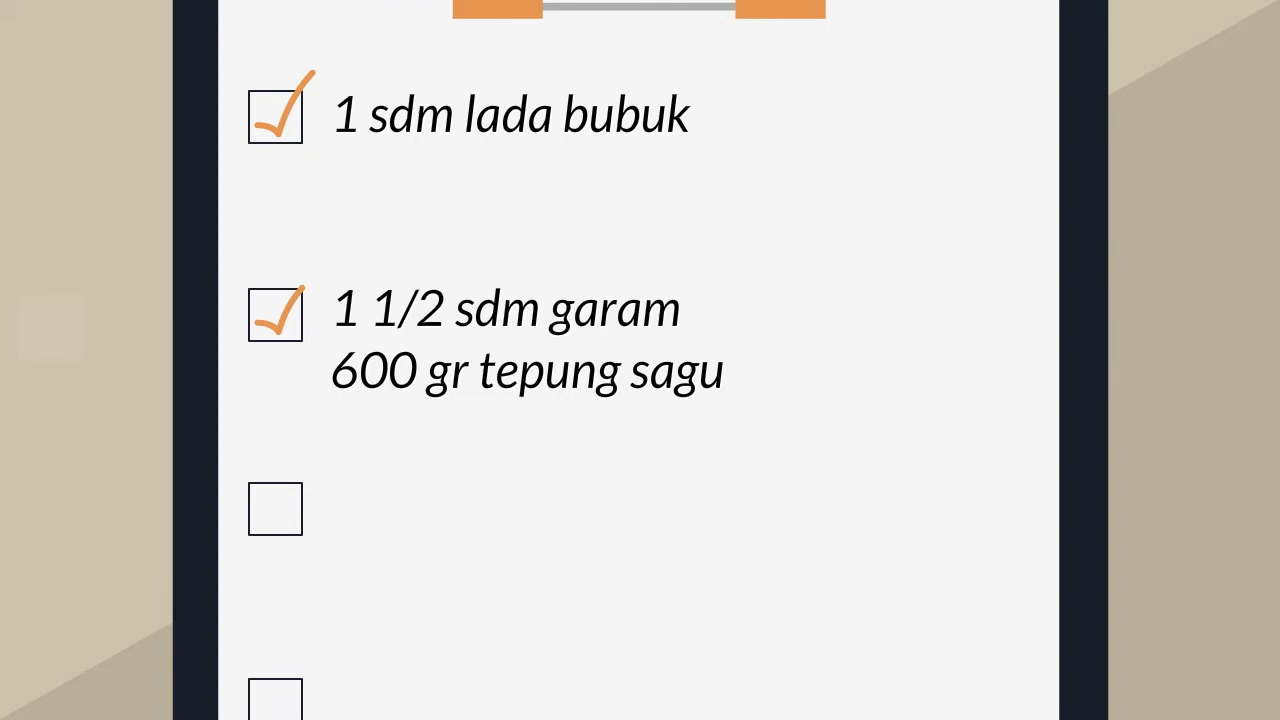 1 sdm lada bubuk
1 1/2 sdm garam
600 gr tepung sagu